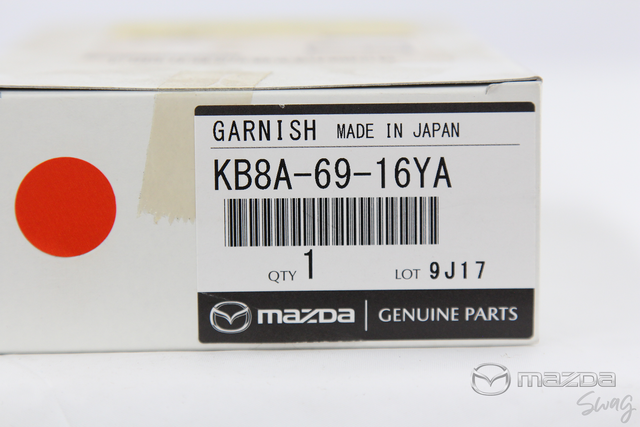 GARNISH MADE IN JAPAN
KB8A-69-16YA
QTY 1 LOT 9J17
mazda GENUINE PARTS
mazda
Swag